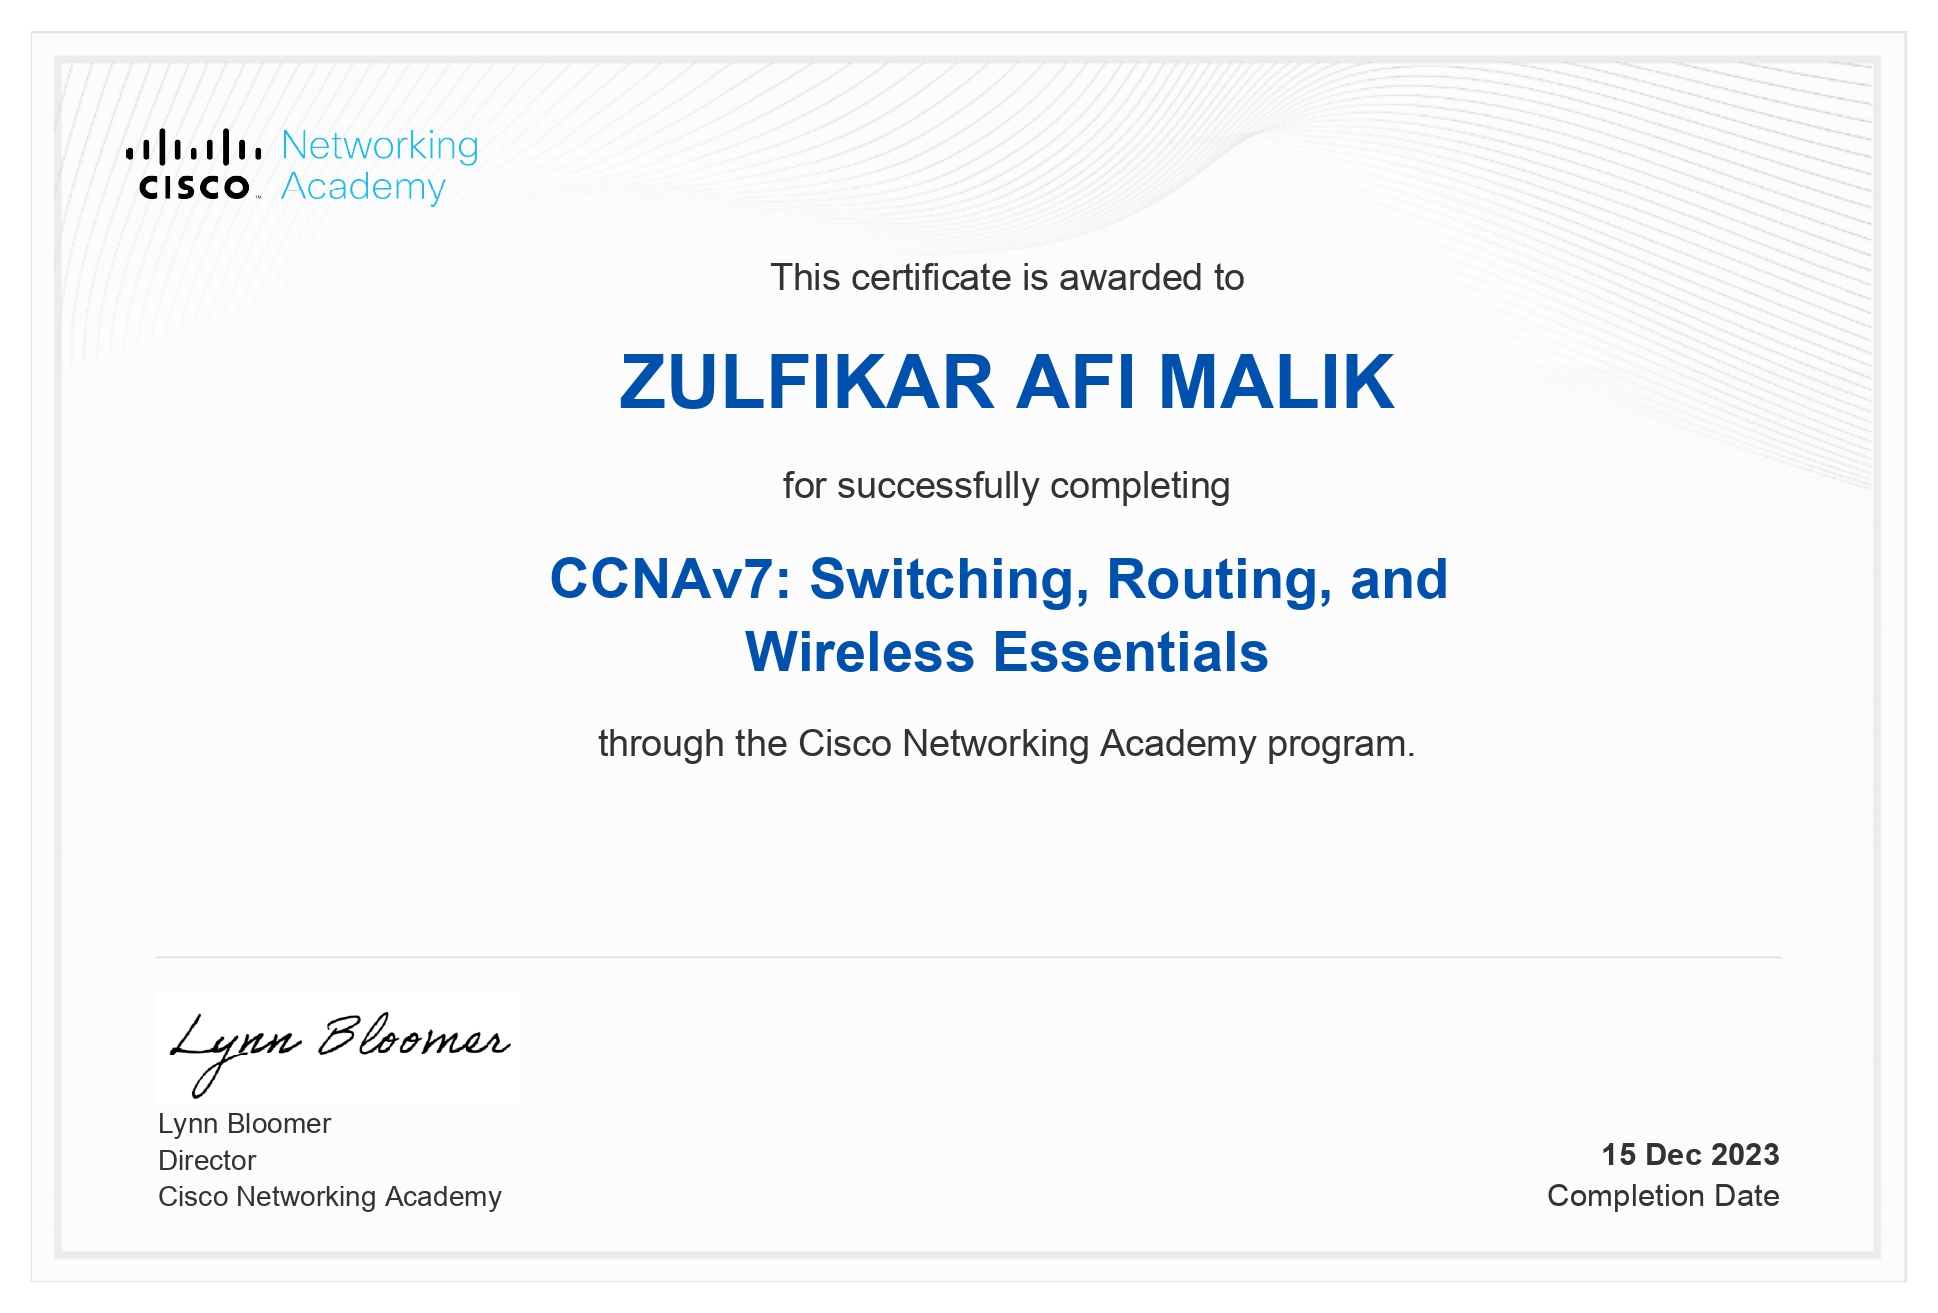 Networking
CISCO™ Academy
This certificate is awarded to
ZULFIKAR AFI MALIK
for successfully completing
CCNAv7: Switching, Routing, and
Wireless Essentials
through the Cisco Networking Academy program.
Lynn Bloomer
Lynn Bloomer
Director
Cisco Networking Academy
15 Dec 2023
Completion Date